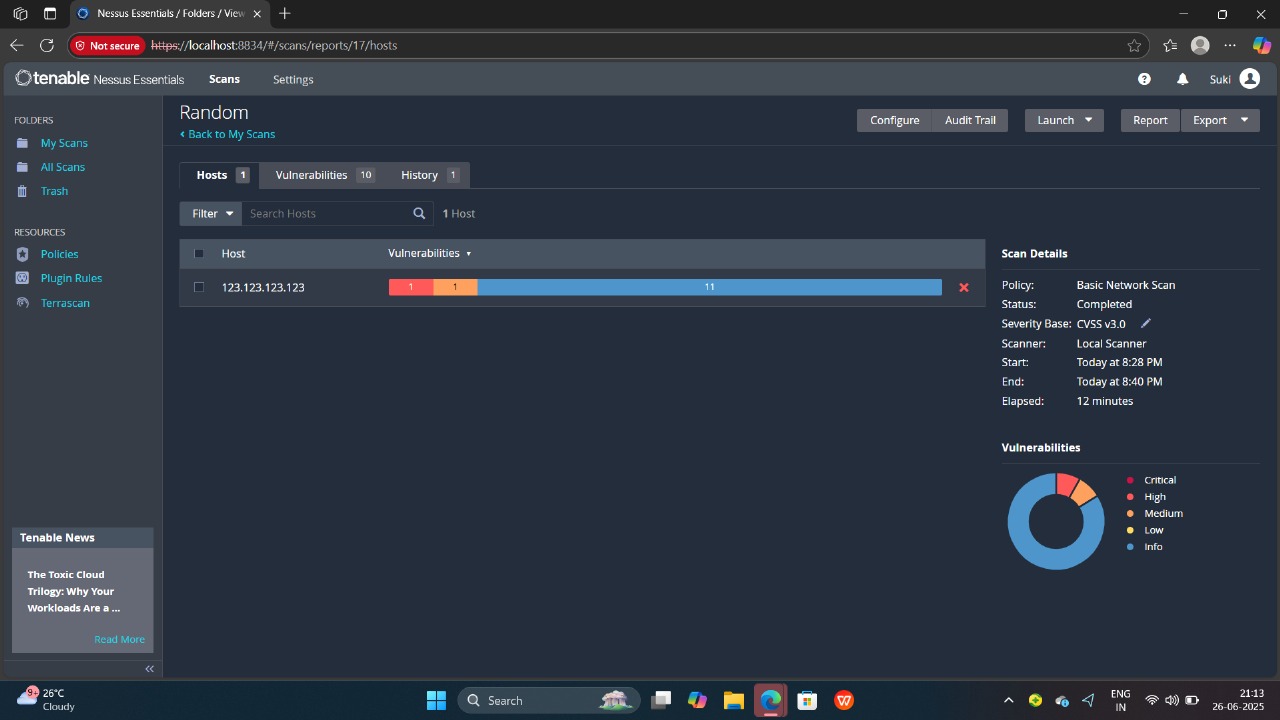 Nessus Essentials / Folders / View
Not secure https://localhost:8834/#/scans/reports/17/hosts
tenable Nessus Essentials Scans Settings ? Suki
FOLDERS
My Scans
All Scans
Trash
RESOURCES
Policies
Plugin Rules
Terrascan
Tenable News
The Toxic Cloud
Trilogy: Why Your
Workloads Are a ...
Read More
Random
Back to My Scans
Configure Audit Trail Launch Report Export
Hosts 1 Vulnerabilities 10 History 1
Filter Search Hosts 1 Host
Host Vulnerabilities
123.123.123.123 1 1 11
Scan Details
Policy: Basic Network Scan
Status: Completed
Severity Base: CVSS v3.0
Scanner: Local Scanner
Start: Today at 8:28 PM
End: Today at 8:40 PM
Elapsed: 12 minutes
Vulnerabilities
Critical
High
Medium
Low
Info
9+ 26°C
Cloudy
Search
W
ENG
IN
21:13
26-06-2025